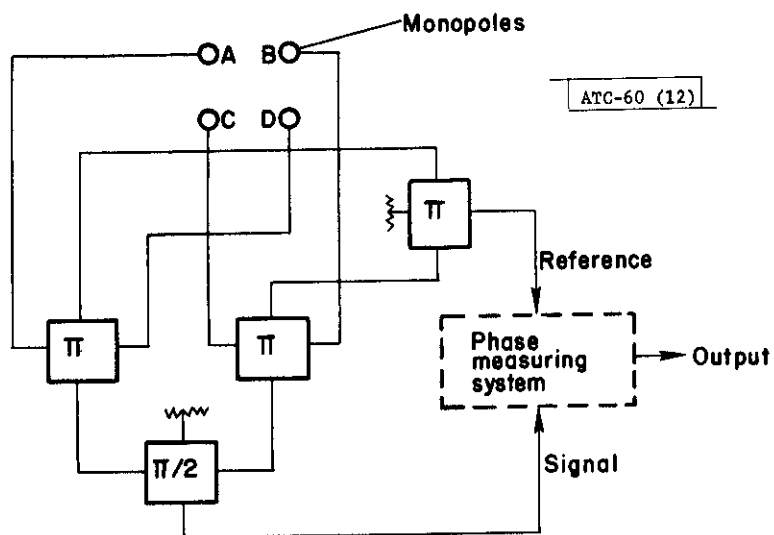 Monopoles
A B
C D
ATC-60 (12)
π
Reference
π
π
Phase
measuring
system
Output
π/2
Signal